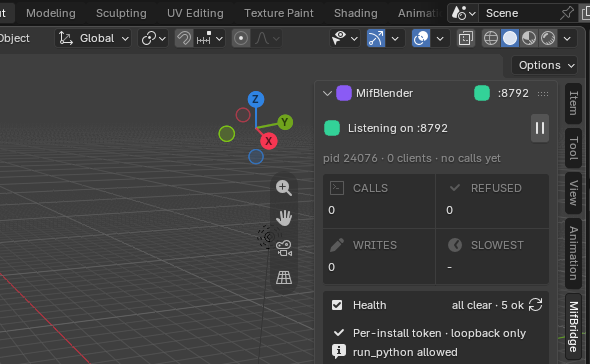 Modeling Sculpting UV Editing Texture Paint Shading Animati Scene
Object Global
Options
MifBlender :8792
Listening on :8792
pid 24076 · 0 clients · no calls yet
CALLS REFUSED
0 0
WRITES SLOWEST
0 -
Health all clear · 5 ok
Per-install token · loopback only
run_python allowed
Z
Y
X
Item
Tool
View
Animation
MifBridge